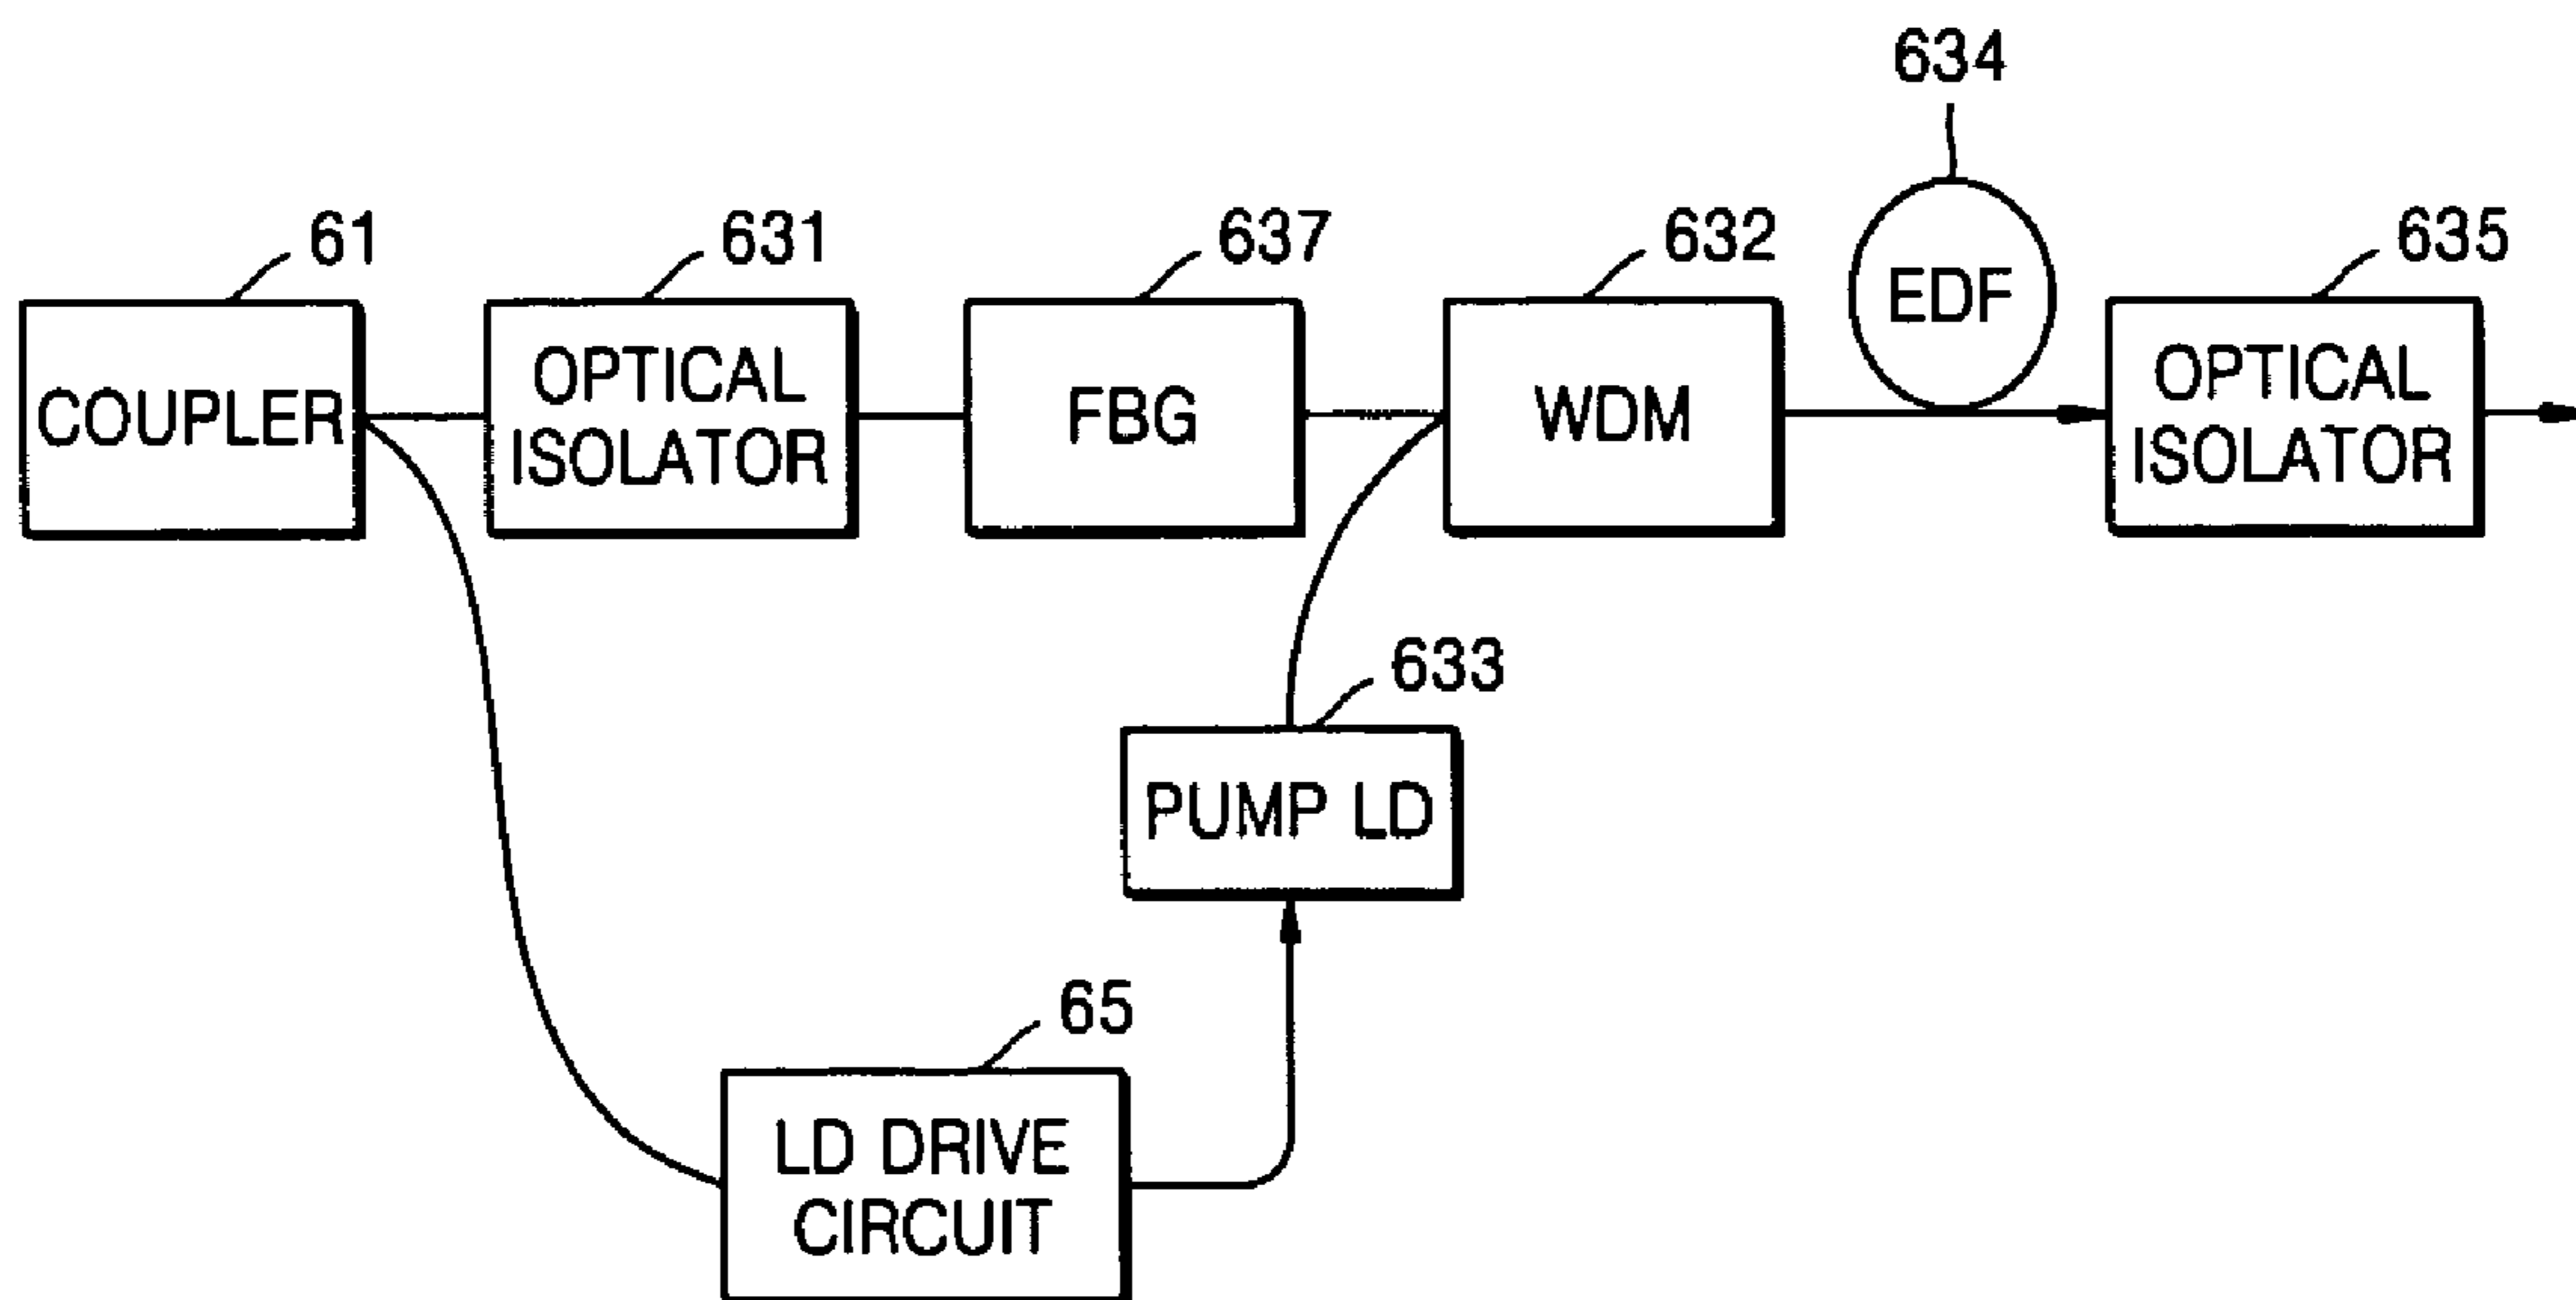 634
61
631
637
632
635
EDF
COUPLER
OPTICAL
ISOLATOR
FBG
WDM
OPTICAL
ISOLATOR
633
PUMP LD
65
LD DRIVE
CIRCUIT